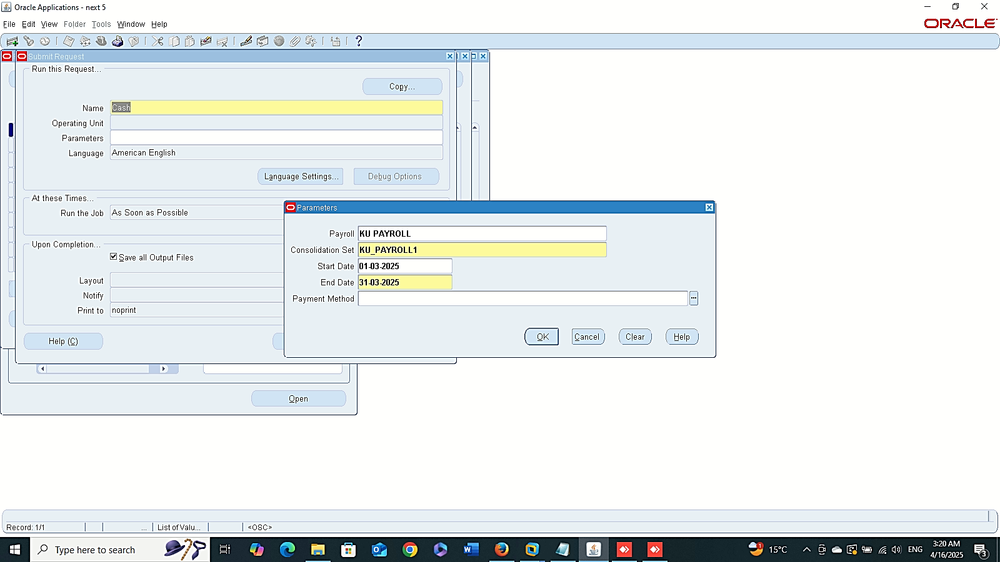 Oracle Applications - next 5
File Edit View Folder Tools Window Help
ORACLE
Submit Request
Run this Request...
Copy...
Name Cash
Operating Unit
Parameters
Language American English
Language Settings...
Debug Options
At these Times...
Run the Job As Soon as Possible
Upon Completion...
Save all Output Files
Layout
Notify
Print to noprint
Help (C)
Parameters
Payroll KU PAYROLL
Consolidation Set KU_PAYROLL1
Start Date 01-03-2025
End Date 31-03-2025
Payment Method
OK Cancel Clear Help
Open
Record: 1/1 ... List of Valu... <OSC>
Type here to search
1
15°C
ENG
3:20 AM
4/16/2025
3